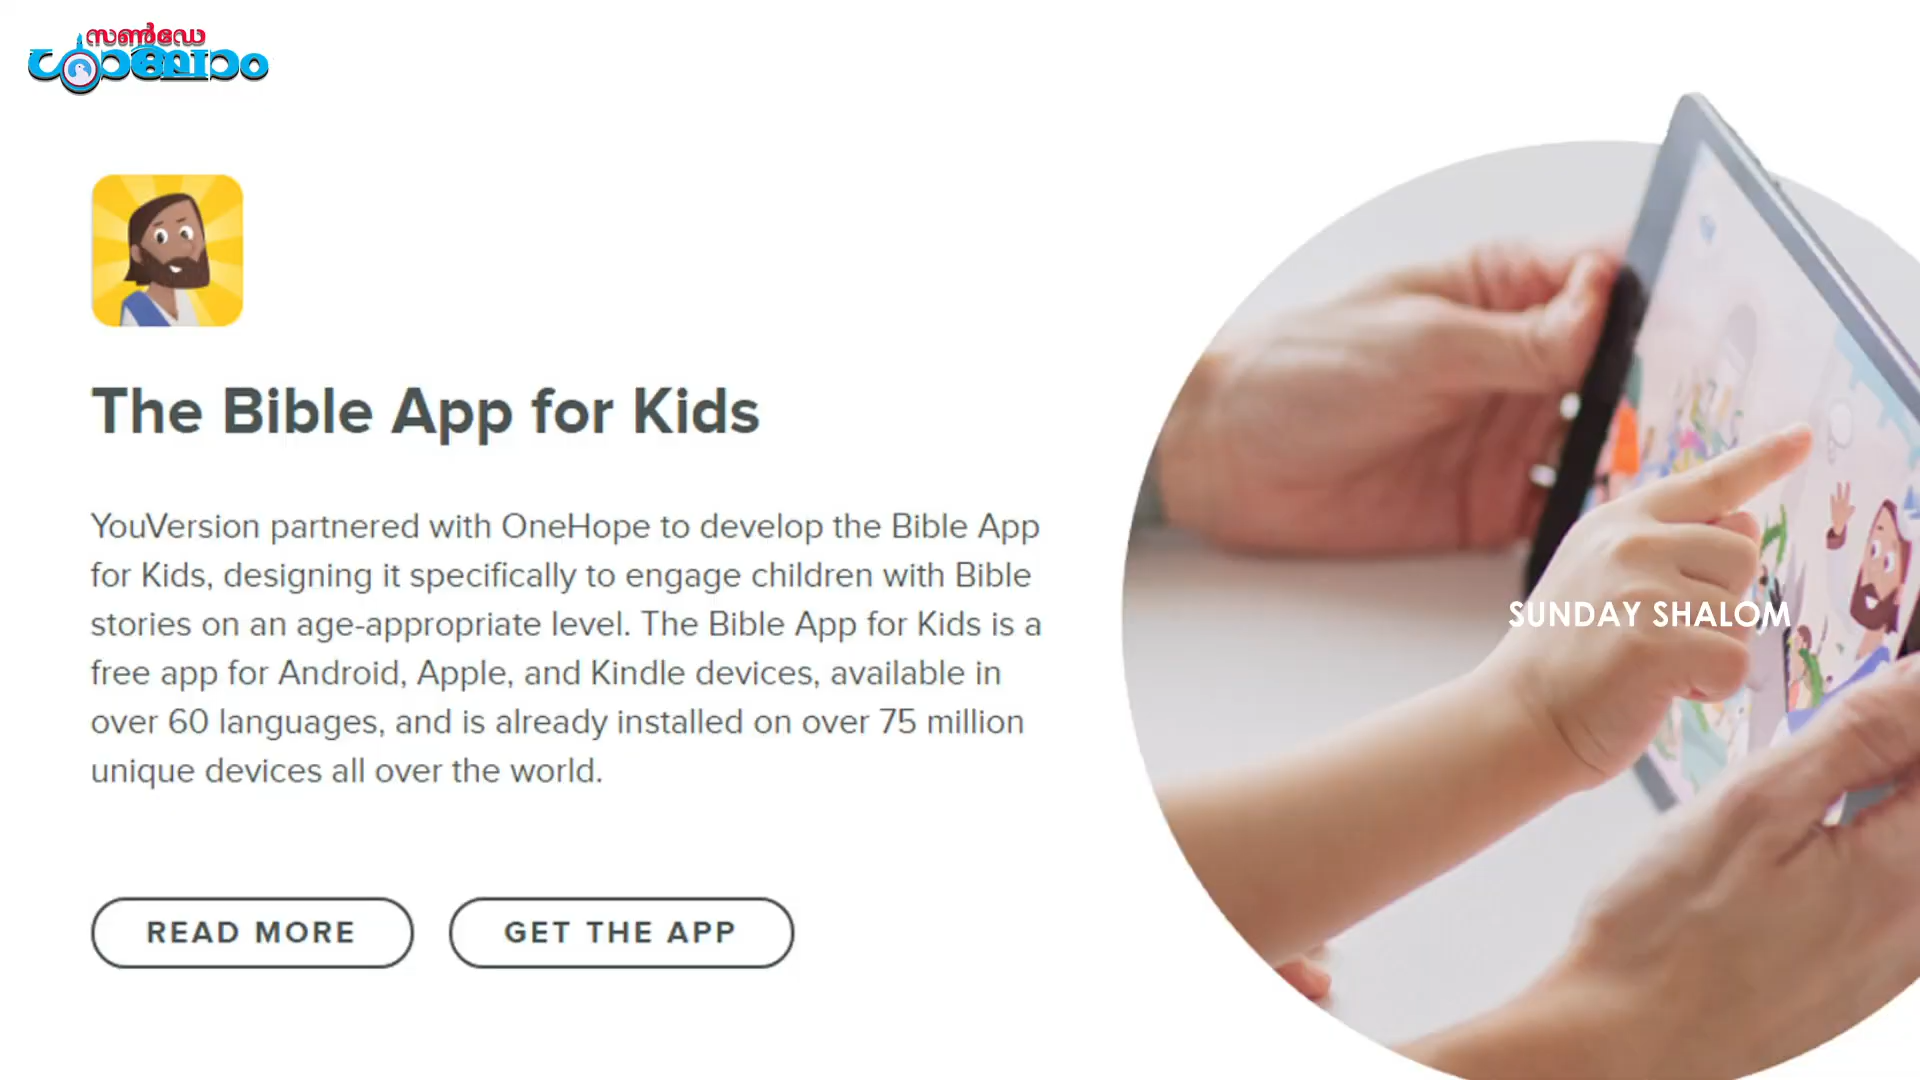 സൺഡേ
ശാലോം
The Bible App for Kids
YouVersion partnered with OneHope to develop the Bible App
for Kids, designing it specifically to engage children with Bible
stories on an age-appropriate level. The Bible App for Kids is a
free app for Android, Apple, and Kindle devices, available in
over 60 languages, and is already installed on over 75 million
unique devices all over the world.
SUNDAY SHALOM
READ MORE
GET THE APP